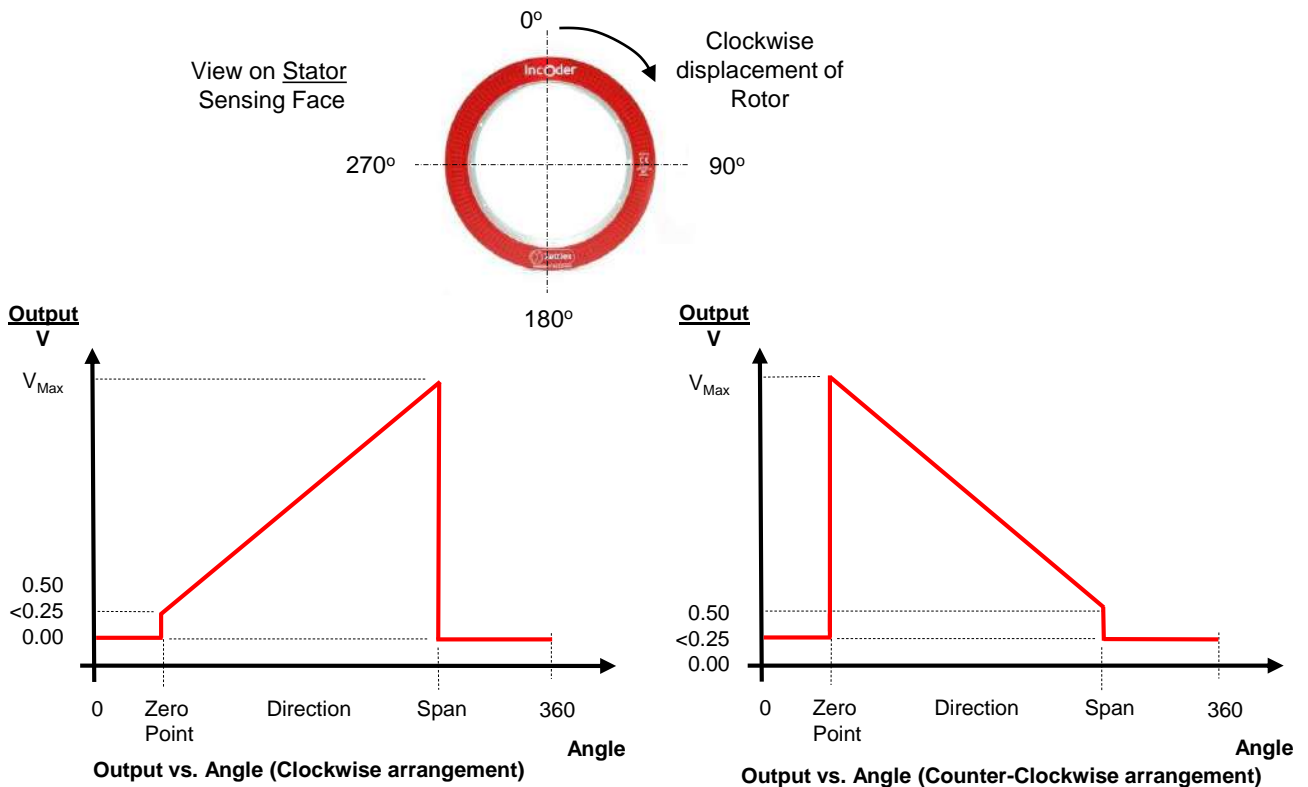 0º
View on Stator
Sensing Face
Clockwise
displacement of
Rotor
IncOder
270º
90º
Zettlex
180º
Output
V
VMax
0.50
<0.25
0.00
0
Zero
Point
Direction
Span
360
Angle
Output vs. Angle (Clockwise arrangement)
Output
V
VMax
0.50
<0.25
0.00
0
Zero
Point
Direction
Span
360
Angle
Output vs. Angle (Counter-Clockwise arrangement)